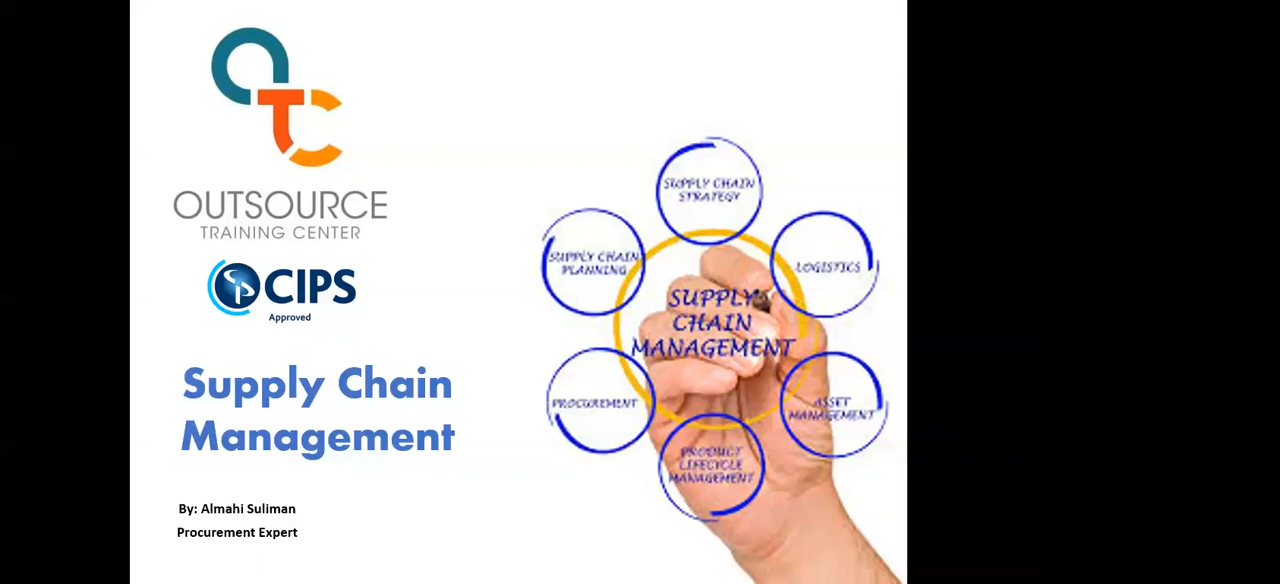 OUTSOURCE
TRAINING CENTER
CIPS
Approved
Supply Chain
Management
By: Almahi Suliman
Procurement Expert
SUPPLY CHAIN
STRATEGY
SUPPLY CHAIN
PLANNING
LOGISTICS
SUPPLY
CHAIN
MANAGEMENT
PROCUREMENT
ASSET
MANAGEMENT
PRODUCT
LIFECYCLE
MANAGEMENT